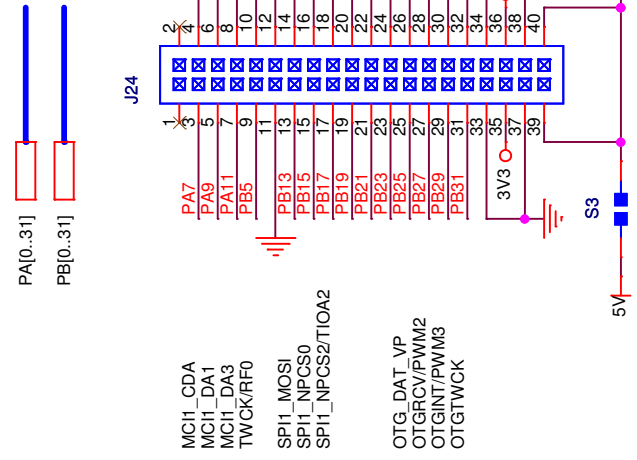 2
4
6
8
10
12
14
16
18
20
22
24
26
28
30
32
34
36
38
40
J24
1
3
5
7
9
11
13
15
17
19
21
23
25
27
29
31
33
35
37
39
PA7
PA9
PA11
PB5
PB13
PB15
PB17
PB19
PB21
PB23
PB25
PB27
PB29
PB31
3V3
S3
5V
PA[0..31]
PB[0..31]
MCI1_CDA
MCI1_DA1
MCI1_DA3
TWCK/RF0
SPI1_MOSI
SPI1_NPCS0
SPI1_NPCS2/TIOA2
OTG_DAT_VP
OTGRCV/PWM2
OTGINT/PWM3
OTGTWCK